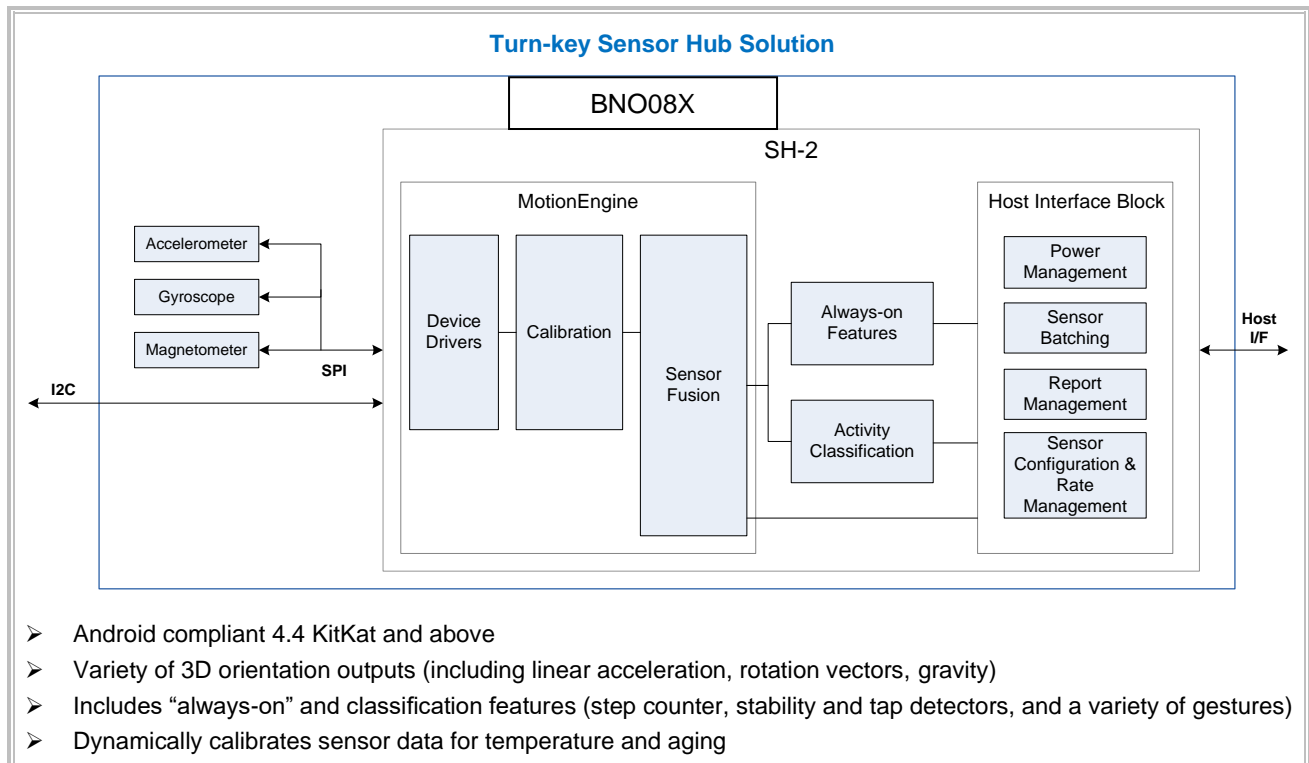 Turn-key Sensor Hub Solution
BNO08X
SH-2
MotionEngine
Host Interface Block
Accelerometer
Gyroscope
Magnetometer
SPI
I2C
Device
Drivers
Calibration
Sensor
Fusion
Always-on
Features
Activity
Classification
Power
Management
Sensor
Batching
Report
Management
Sensor
Configuration &
Rate
Management
Host
I/F
➢ Android compliant 4.4 KitKat and above
➢ Variety of 3D orientation outputs (including linear acceleration, rotation vectors, gravity)
➢ Includes “always-on” and classification features (step counter, stability and tap detectors, and a variety of gestures)
➢ Dynamically calibrates sensor data for temperature and aging